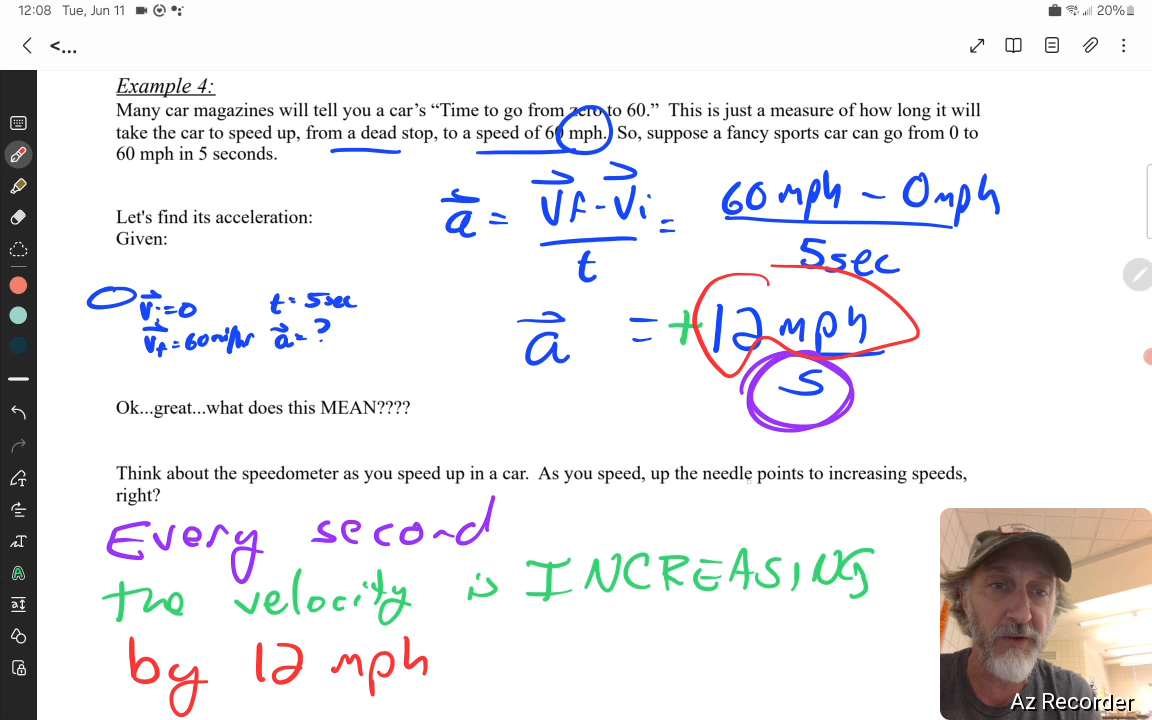 12:08 Tue, Jun 11 20%
<...
Example 4:
Many car magazines will tell you a car's “Time to go from zero to 60.” This is just a measure of how long it will
take the car to speed up, from a dead stop, to a speed of 60 mph. So, suppose a fancy sports car can go from 0 to
60 mph in 5 seconds.
a = Vf - Vi = 60 mph - 0 mph
t 5 sec
Let's find its acceleration:
Given:
Vi = 0 t = 5 sec
Vf = 60 mi/hr a = ?
a = +12 mph
s
Ok...great...what does this MEAN????
Think about the speedometer as you speed up in a car. As you speed, up the needle points to increasing speeds,
right?
Every second
the velocity is INCREASING
by 12 mph
Az Recorder